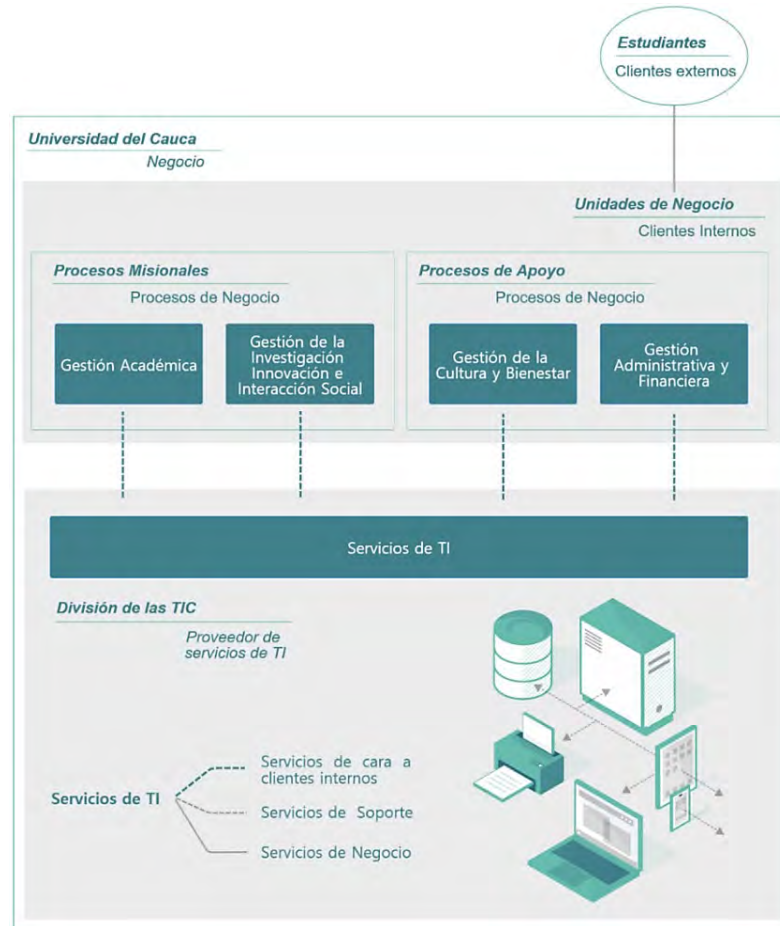 Estudiantes
Clientes externos
Universidad del Cauca
Negocio
Unidades de Negocio
Clientes Internos
Procesos Misionales
Procesos de Negocio
Gestión Académica
Gestión de la
Investigación
Innovación e
Interacción Social
Procesos de Apoyo
Procesos de Negocio
Gestión de la
Cultura y Bienestar
Gestión
Administrativa y
Financiera
Servicios de TI
División de las TIC
Proveedor de
servicios de TI
Servicios de TI
Servicios de cara a
clientes internos
Servicios de Soporte
Servicios de Negocio